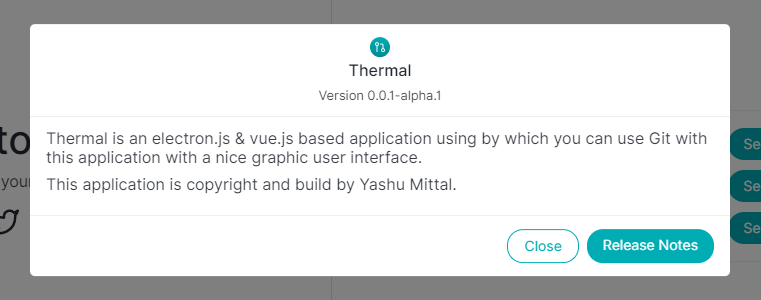 Thermal
Version 0.0.1-alpha.1
to
Thermal is an electron.js & vue.js based application using by which you can use Git with
this application with a nice graphic user interface.
your
This application is copyright and build by Yashu Mittal.
Se
Se
Se
Close
Release Notes